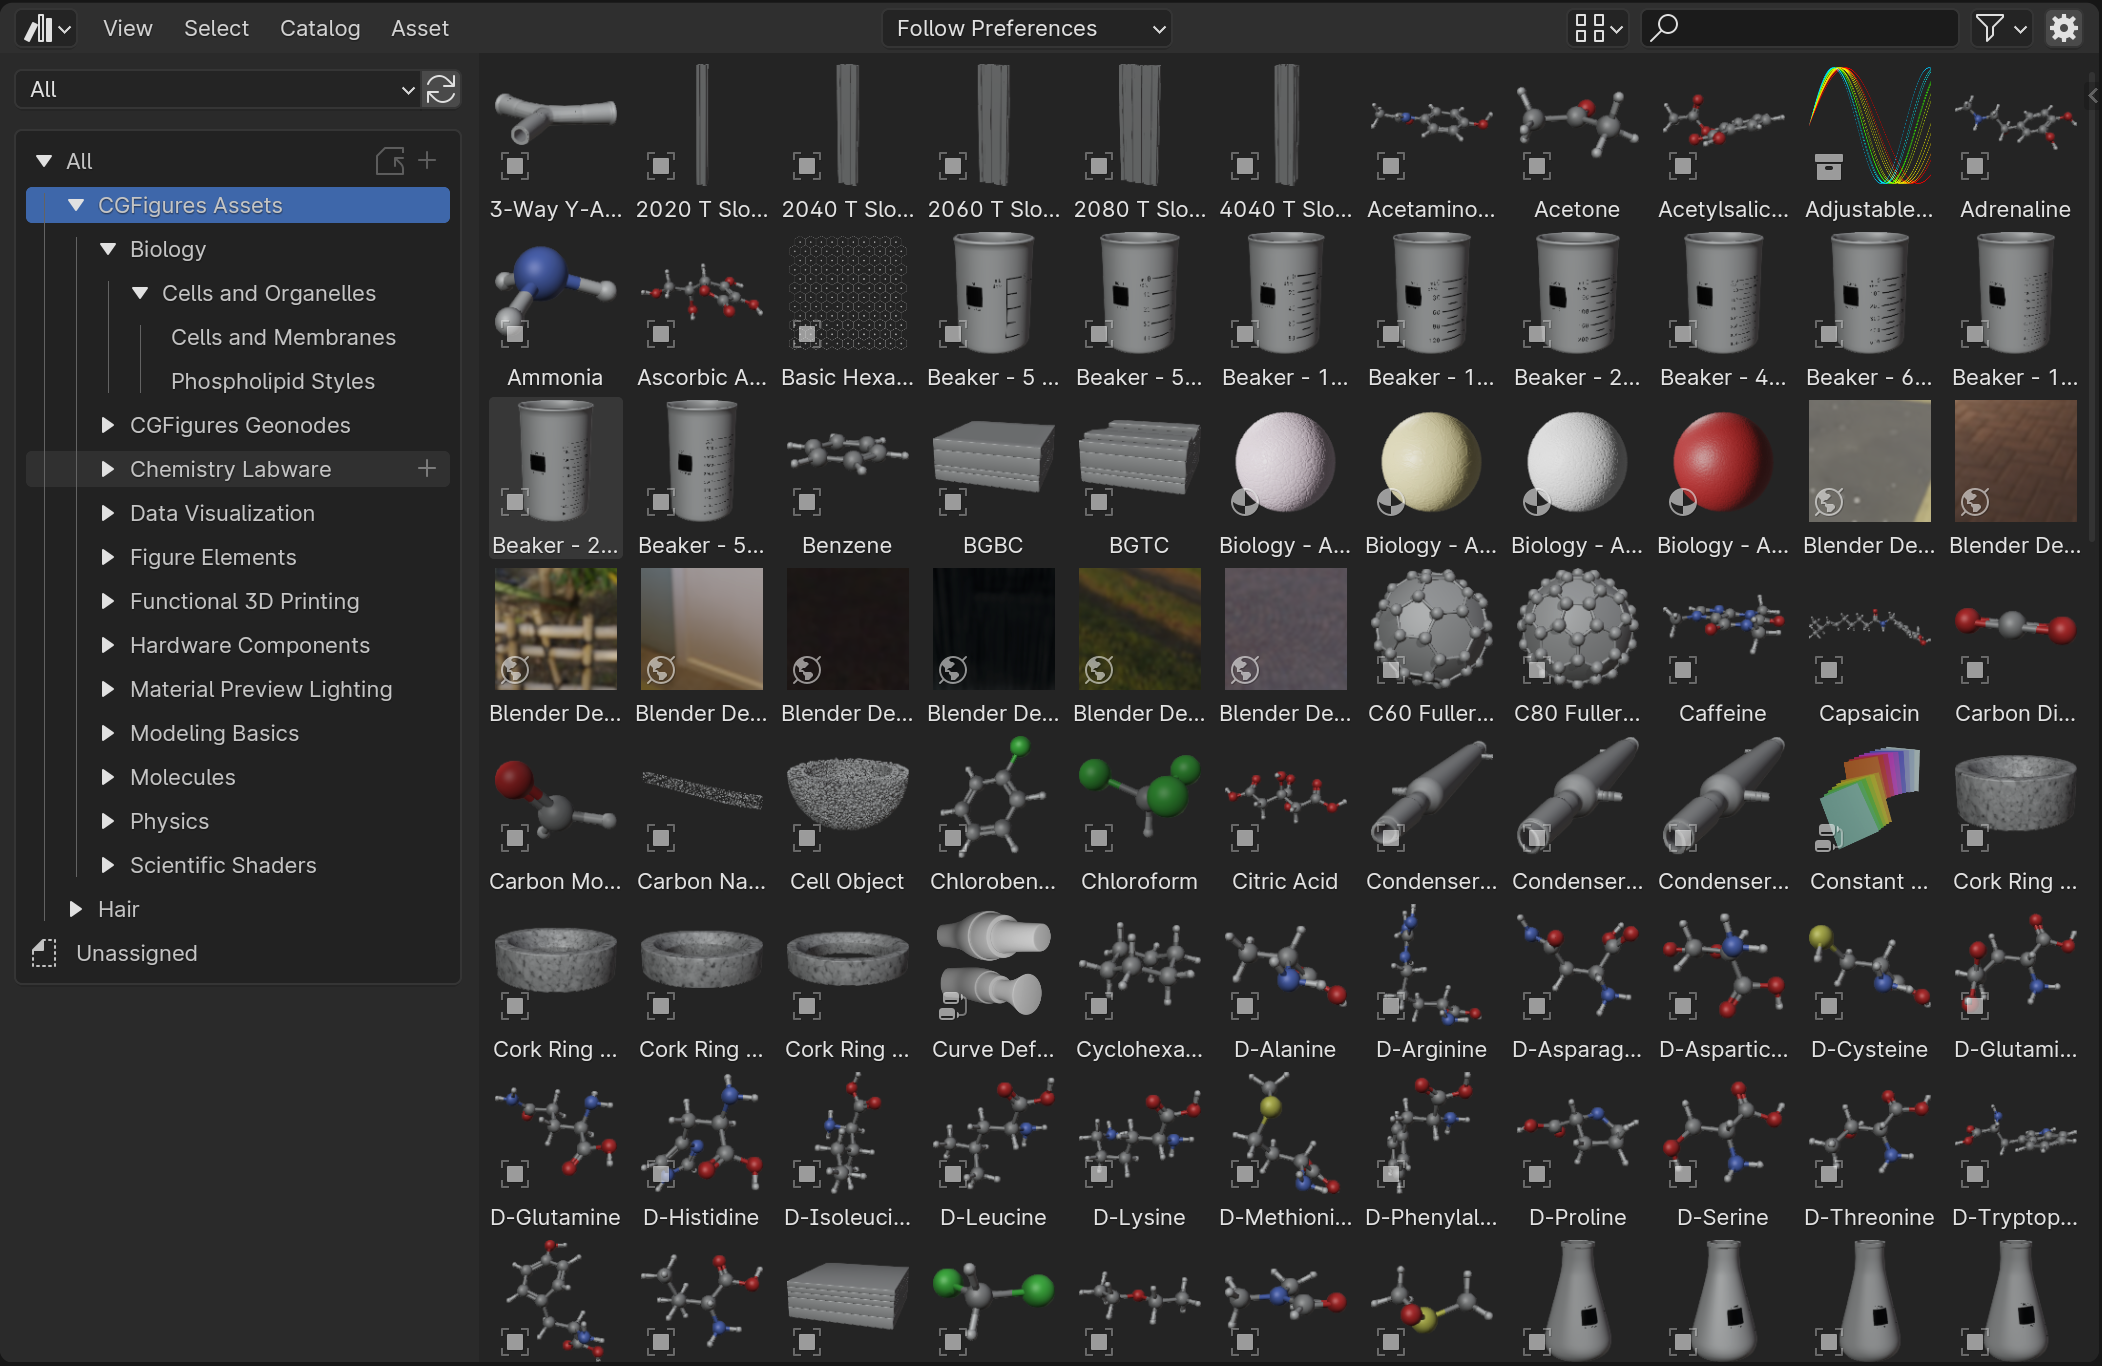 View Select Catalog Asset Follow Preferences
All
All
CGFigures Assets
Biology
Cells and Organelles
Cells and Membranes
Phospholipid Styles
CGFigures Geonodes
Chemistry Labware
Data Visualization
Figure Elements
Functional 3D Printing
Hardware Components
Material Preview Lighting
Modeling Basics
Molecules
Physics
Scientific Shaders
Hair
Unassigned
3-Way Y-A... 2020 T Slo... 2040 T Slo... 2060 T Slo... 2080 T Slo... 4040 T Slo... Acetamino... Acetone Acetylsalic... Adjustable... Adrenaline
Ammonia Ascorbic A... Basic Hexa... Beaker - 5 ... Beaker - 5... Beaker - 1... Beaker - 1... Beaker - 2... Beaker - 4... Beaker - 6... Beaker - 1...
Beaker - 2... Beaker - 5... Benzene BGBC BGTC Biology - A... Biology - A... Biology - A... Biology - A... Blender De... Blender De...
Blender De... Blender De... Blender De... Blender De... Blender De... Blender De... C60 Fuller... C80 Fuller... Caffeine Capsaicin Carbon Di...
Carbon Mo... Carbon Na... Cell Object Chloroben... Chloroform Citric Acid Condenser... Condenser... Condenser... Constant ... Cork Ring ...
Cork Ring ... Cork Ring ... Cork Ring ... Curve Def... Cyclohexa... D-Alanine D-Arginine D-Asparag... D-Aspartic... D-Cysteine D-Glutami...
D-Glutamine D-Histidine D-Isoleuci... D-Leucine D-Lysine D-Methioni... D-Phenylal... D-Proline D-Serine D-Threonine D-Tryptop...